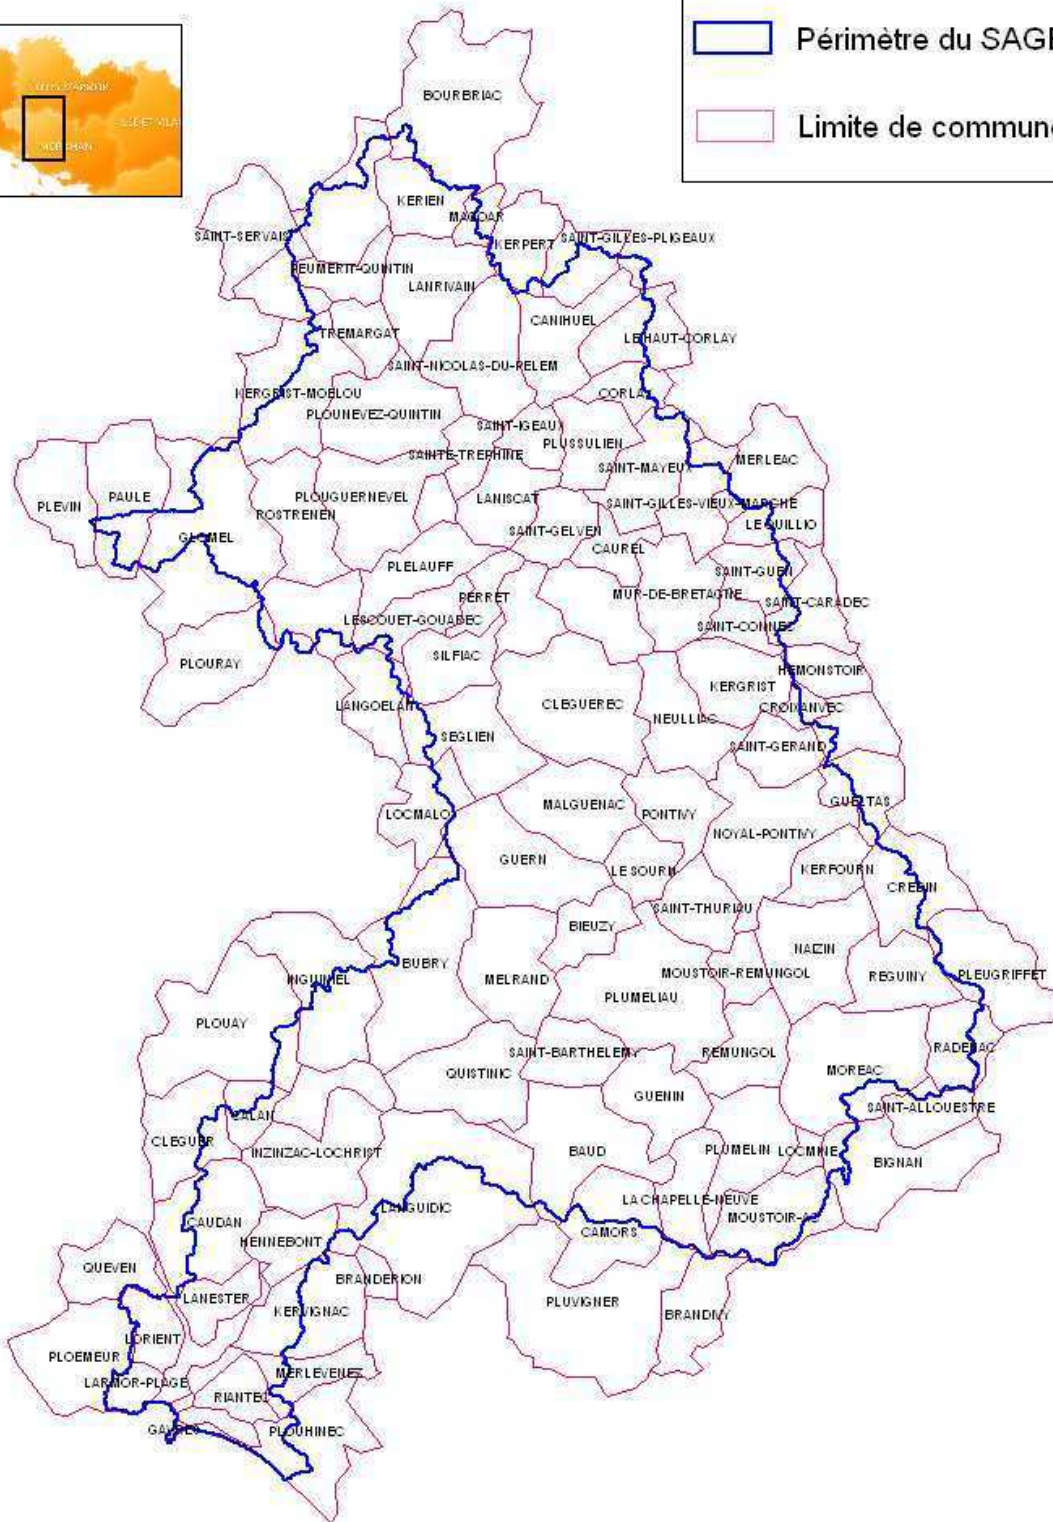 Périmètre du SAGE
Limite de commune
BOURBRIAC
KERIEN
MAGOAR
SAINT-SERVAIS
KERPERT
SAINT-GILLES-PLIGEAUX
PEUMERIT-QUINTIN
LANRIVAIN
CANIHUEL
TREMARGAT
LE HAUT-CORLAY
SAINT-NICOLAS-DU-PELEM
KERGRIST-MOELOU
CORLAY
PLOUNEVEZ-QUINTIN
SAINT-IGEAUX
PLUSSULIEN
SAINTE-TREPHINE
SAINT-MAYEUX
MERLEAC
PLEVIN
PAULE
PLOUGUERNEVEL
LANISCAT
SAINT-GILLES-VIEUX-MARCHE
ROSTRENEN
LE QUILLIO
GLOMEL
SAINT-GELVEN
CAUREL
PLELAUFF
SAINT-GUEN
PERRET
MUR-DE-BRETAGNE
SAINT-CARADEC
LESCOUET-GOUAREC
SAINT-CONNEC
PLOURAY
SILFIAC
HEMONSTOIR
KERGRIST
LANGOELAN
CLEGUEREC
CROIXANVEC
NEULLIAC
SEGLIEN
SAINT-GERAND
LOCMALO
MALGUENAC
PONTIVY
GUELTAS
NOYAL-PONTIVY
GUERN
LE SOURN
KERFOURN
CREDIN
SAINT-THURIAU
BIEUZY
NAIZIN
BUBRY
INGUINIEL
MELRAND
MOUSTOIR-REMUNGOL
REGUINY
PLEUGRIFFET
PLUMELIAU
PLOUAY
SAINT-BARTHELEMY
REMUNGOL
RADENAC
QUISTINIC
MOREAC
GUENIN
CALAN
SAINT-ALLOUESTRE
CLEGUER
INZINZAC-LOCHRIST
BAUD
PLUMELIN
LOCMINE
BIGNAN
LA CHAPELLE-NEUVE
LANGUIDIC
MOUSTOIR-AC
CAUDAN
CAMORS
HENNEBONT
QUEVEN
BRANDERION
LANESTER
KERVIGNAC
PLUVIGNER
BRANDIVY
LORIENT
PLOEMEUR
MERLEVENEZ
LARMOR-PLAGE
RIANTEC
GAVRES
PLOUHINEC